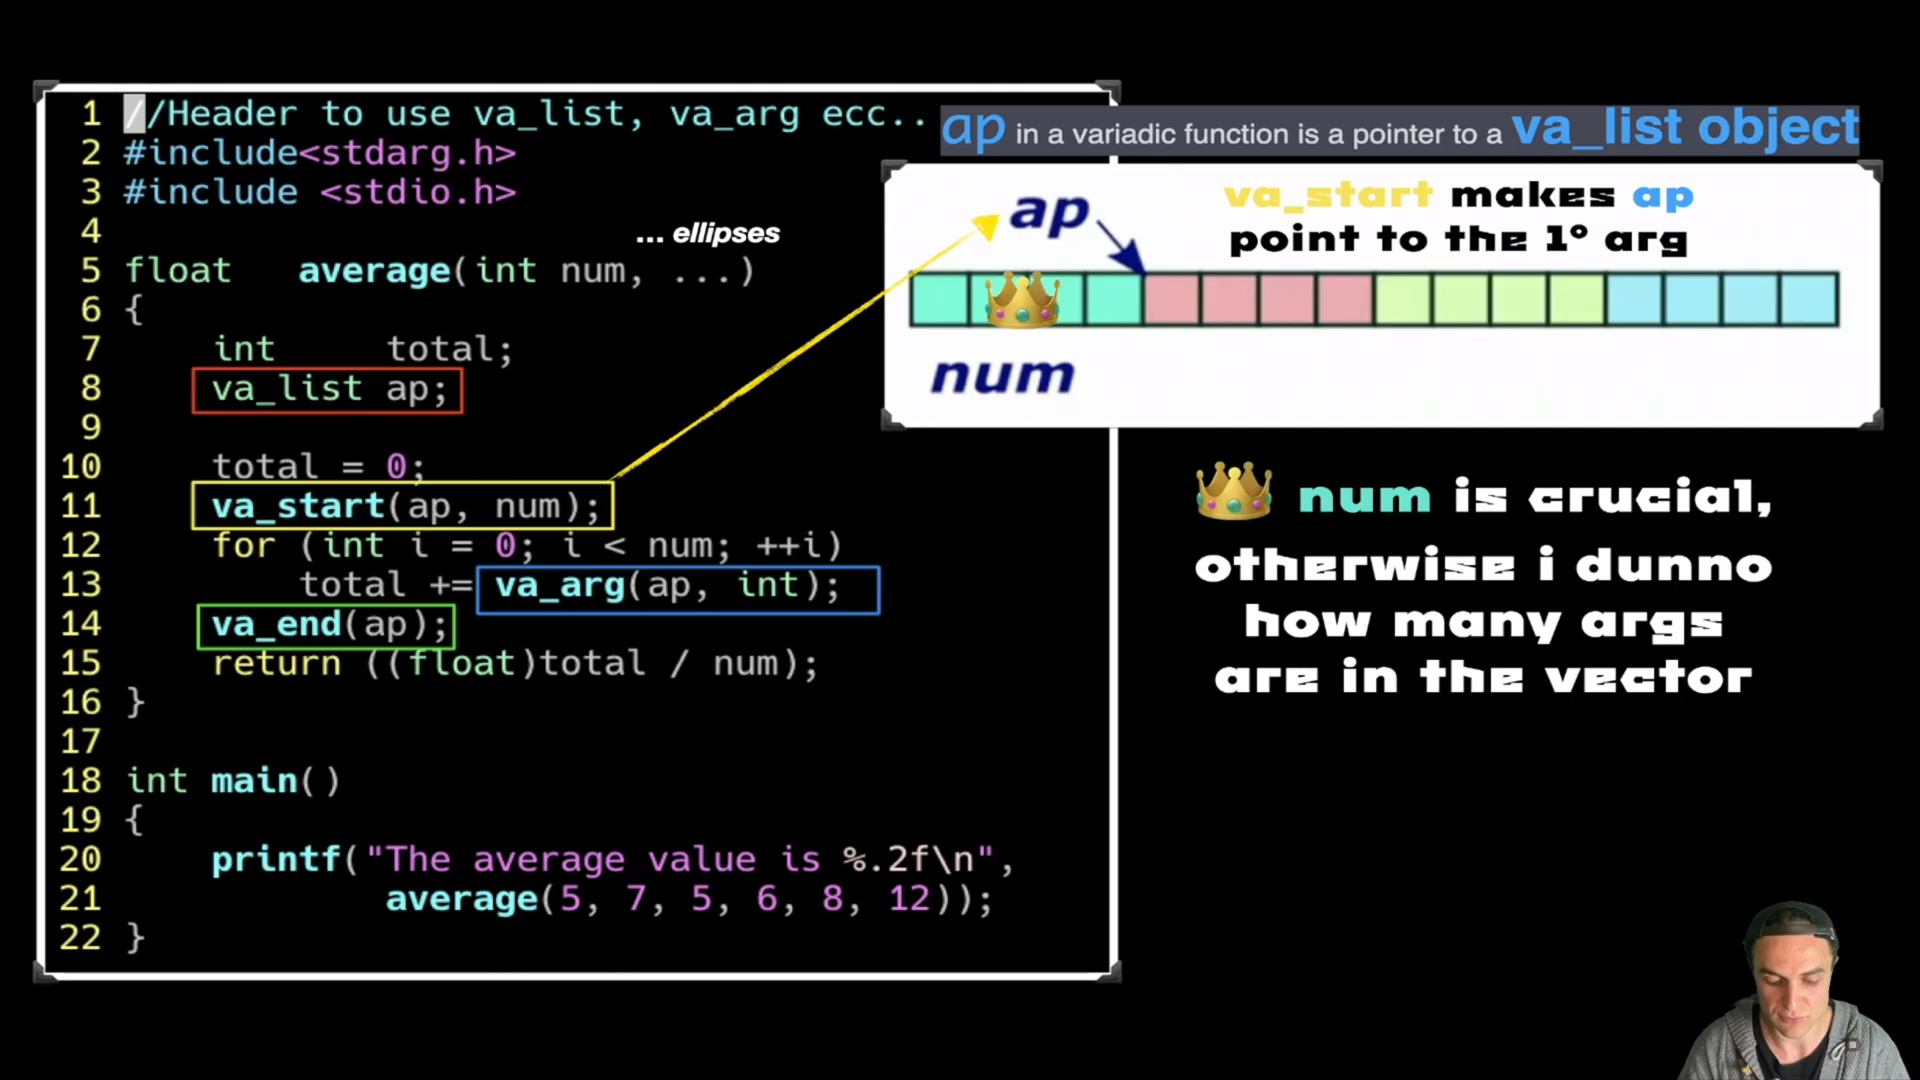 1 //Header to use va_list, va_arg ecc..
2 #include<stdarg.h>
3 #include <stdio.h>
4
... ellipses
5 float average(int num, ...)
6 {
7 int total;
8 va_list ap;
9
10 total = 0;
11 va_start(ap, num);
12 for (int i = 0; i < num; ++i)
13 total += va_arg(ap, int);
14 va_end(ap);
15 return ((float)total / num);
16 }
17
18 int main()
19 {
20 printf("The average value is %.2f\n",
21 average(5, 7, 5, 6, 8, 12));
22 }
ap in a variadic function is a pointer to a va_list object
ap
va_start makes ap
point to the 1° arg
num
num is crucial,
otherwise i dunno
how many args
are in the vector